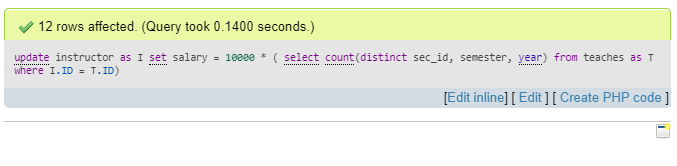 12 rows affected. (Query took 0.1400 seconds.)
update instructor as I set salary = 10000 * ( select count(distinct sec_id, semester, year) from teaches as T
where I.ID = T.ID)
[Edit inline] [ Edit ] [ Create PHP code ]